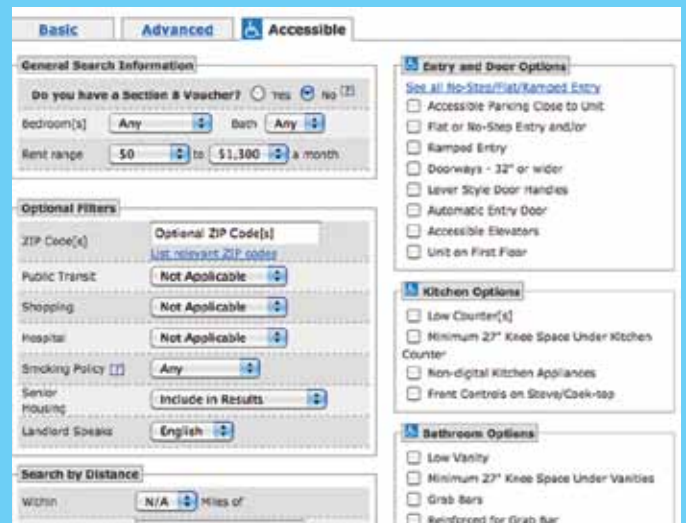 Basic Advanced Accessible
General Search Information
Do you have a Section 8 Voucher? Yes No [?]
Bedroom[s] Any Bath Any
Rent range $0 to $1,300 a month
Optional Filters
ZIP Code[s] Optional ZIP Code[s]
List relevant ZIP codes
Public Transit Not Applicable
Shopping Not Applicable
Hospital Not Applicable
Smoking Policy [?] Any
Senior
Housing
Include in Results
Landlord Speaks English
Search by Distance
Within N/A Miles of
Entry and Door Options
See all No-Step/Flat/Ramped Entry
Accessible Parking Close to Unit
Flat or No-Step Entry and/or
Ramped Entry
Doorways - 32" or wider
Lever Style Door Handles
Automatic Entry Door
Accessible Elevators
Unit on First Floor
Kitchen Options
Low Counter[s]
Minimum 27" Knee Space Under Kitchen
Counter
Non-digital Kitchen Appliances
Front Controls on Stove/Cook-top
Bathroom Options
Low Vanity
Minimum 27" Knee Space Under Vanities
Grab Bars
Reinforced for Grab Bar